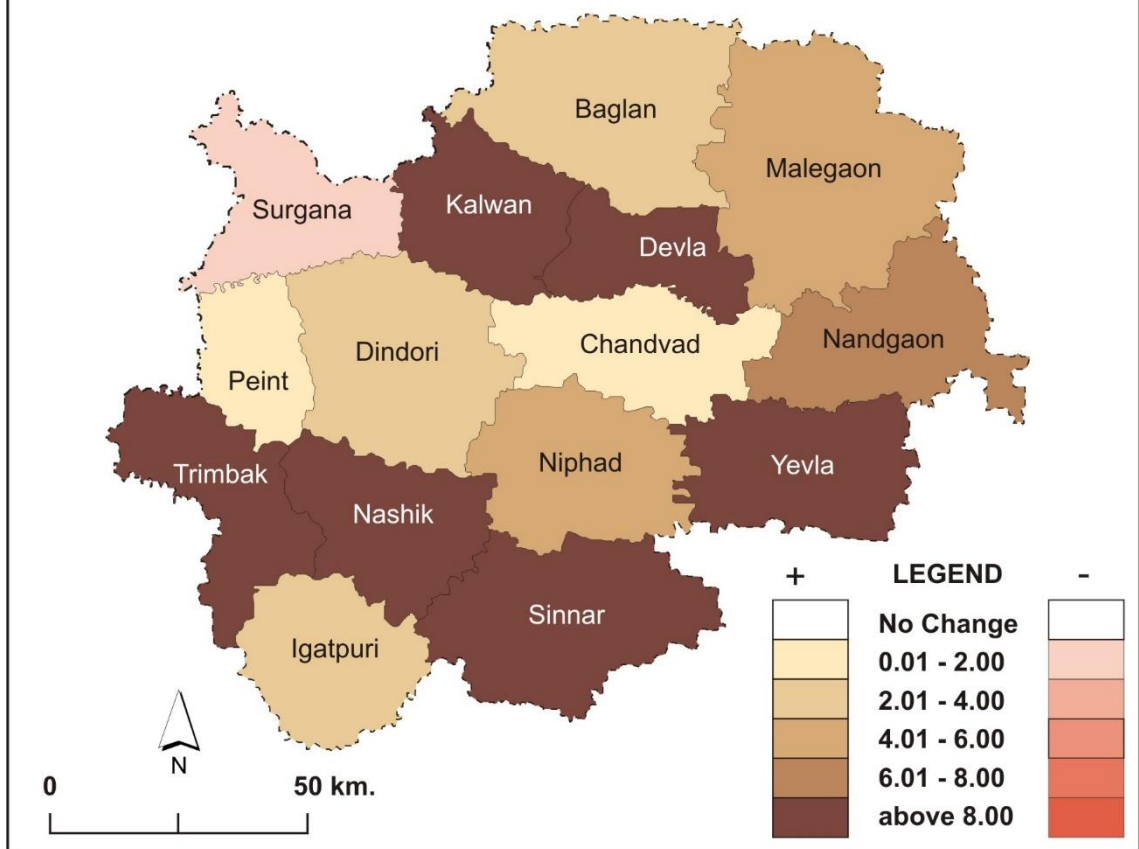 Baglan
Malegaon
Kalwan
Surgana
Devla
Nandgaon
Chandvad
Dindori
Peint
Niphad
Yevla
Trimbak
Nashik
Sinnar
Igatpuri
+ LEGEND -
No Change
0.01 - 2.00
2.01 - 4.00
4.01 - 6.00
6.01 - 8.00
above 8.00
N
0 50 km.